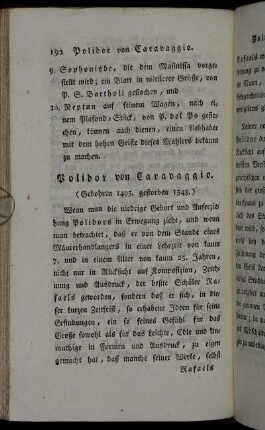 192 Polidor von Caravaggio.
9. Sophonisbe, die dem Masinissa vorge-
stellt wird; ein Blatt in mittlerer Größe, von
P. S. Bartholi gestochen, und
10. Neptun auf seinem Wagen, nach ei-
nem Plafond-Stück, von P. del Po gesto-
chen, können auch dienen, einen Liebhaber
mit dem hohen Geiste dieses Mahlers bekannt
zu machen.
Polidor von Caravaggio.
(Gebohren 1495. gestorben 1543.)
Wenn man die niedrige Geburt und Auferzie-
hung Polidors in Erwegung zieht, und wenn
man betrachtet, daß er von dem Stande eines
Mäurerhandlangers in einer Lehrzeit von kaum
7, und in einem Alter von kaum 25. Jahren,
nicht nur in Rücksicht auf Komposizion, Zeich-
nung und Ausdruck, der beste Schüler Ra-
faels geworden, sondern daß er sich, in die-
ser kurzen Zeitfrist, so erhabene Ideen für seine
Erfindungen, ein so feines Gefühl für das
Große sowohl als für das Leichte, Edle und An-
muthige in Formen und Ausdruck, zu eigen
gemacht hat, daß manche seiner Werke, selbst
Rafaels